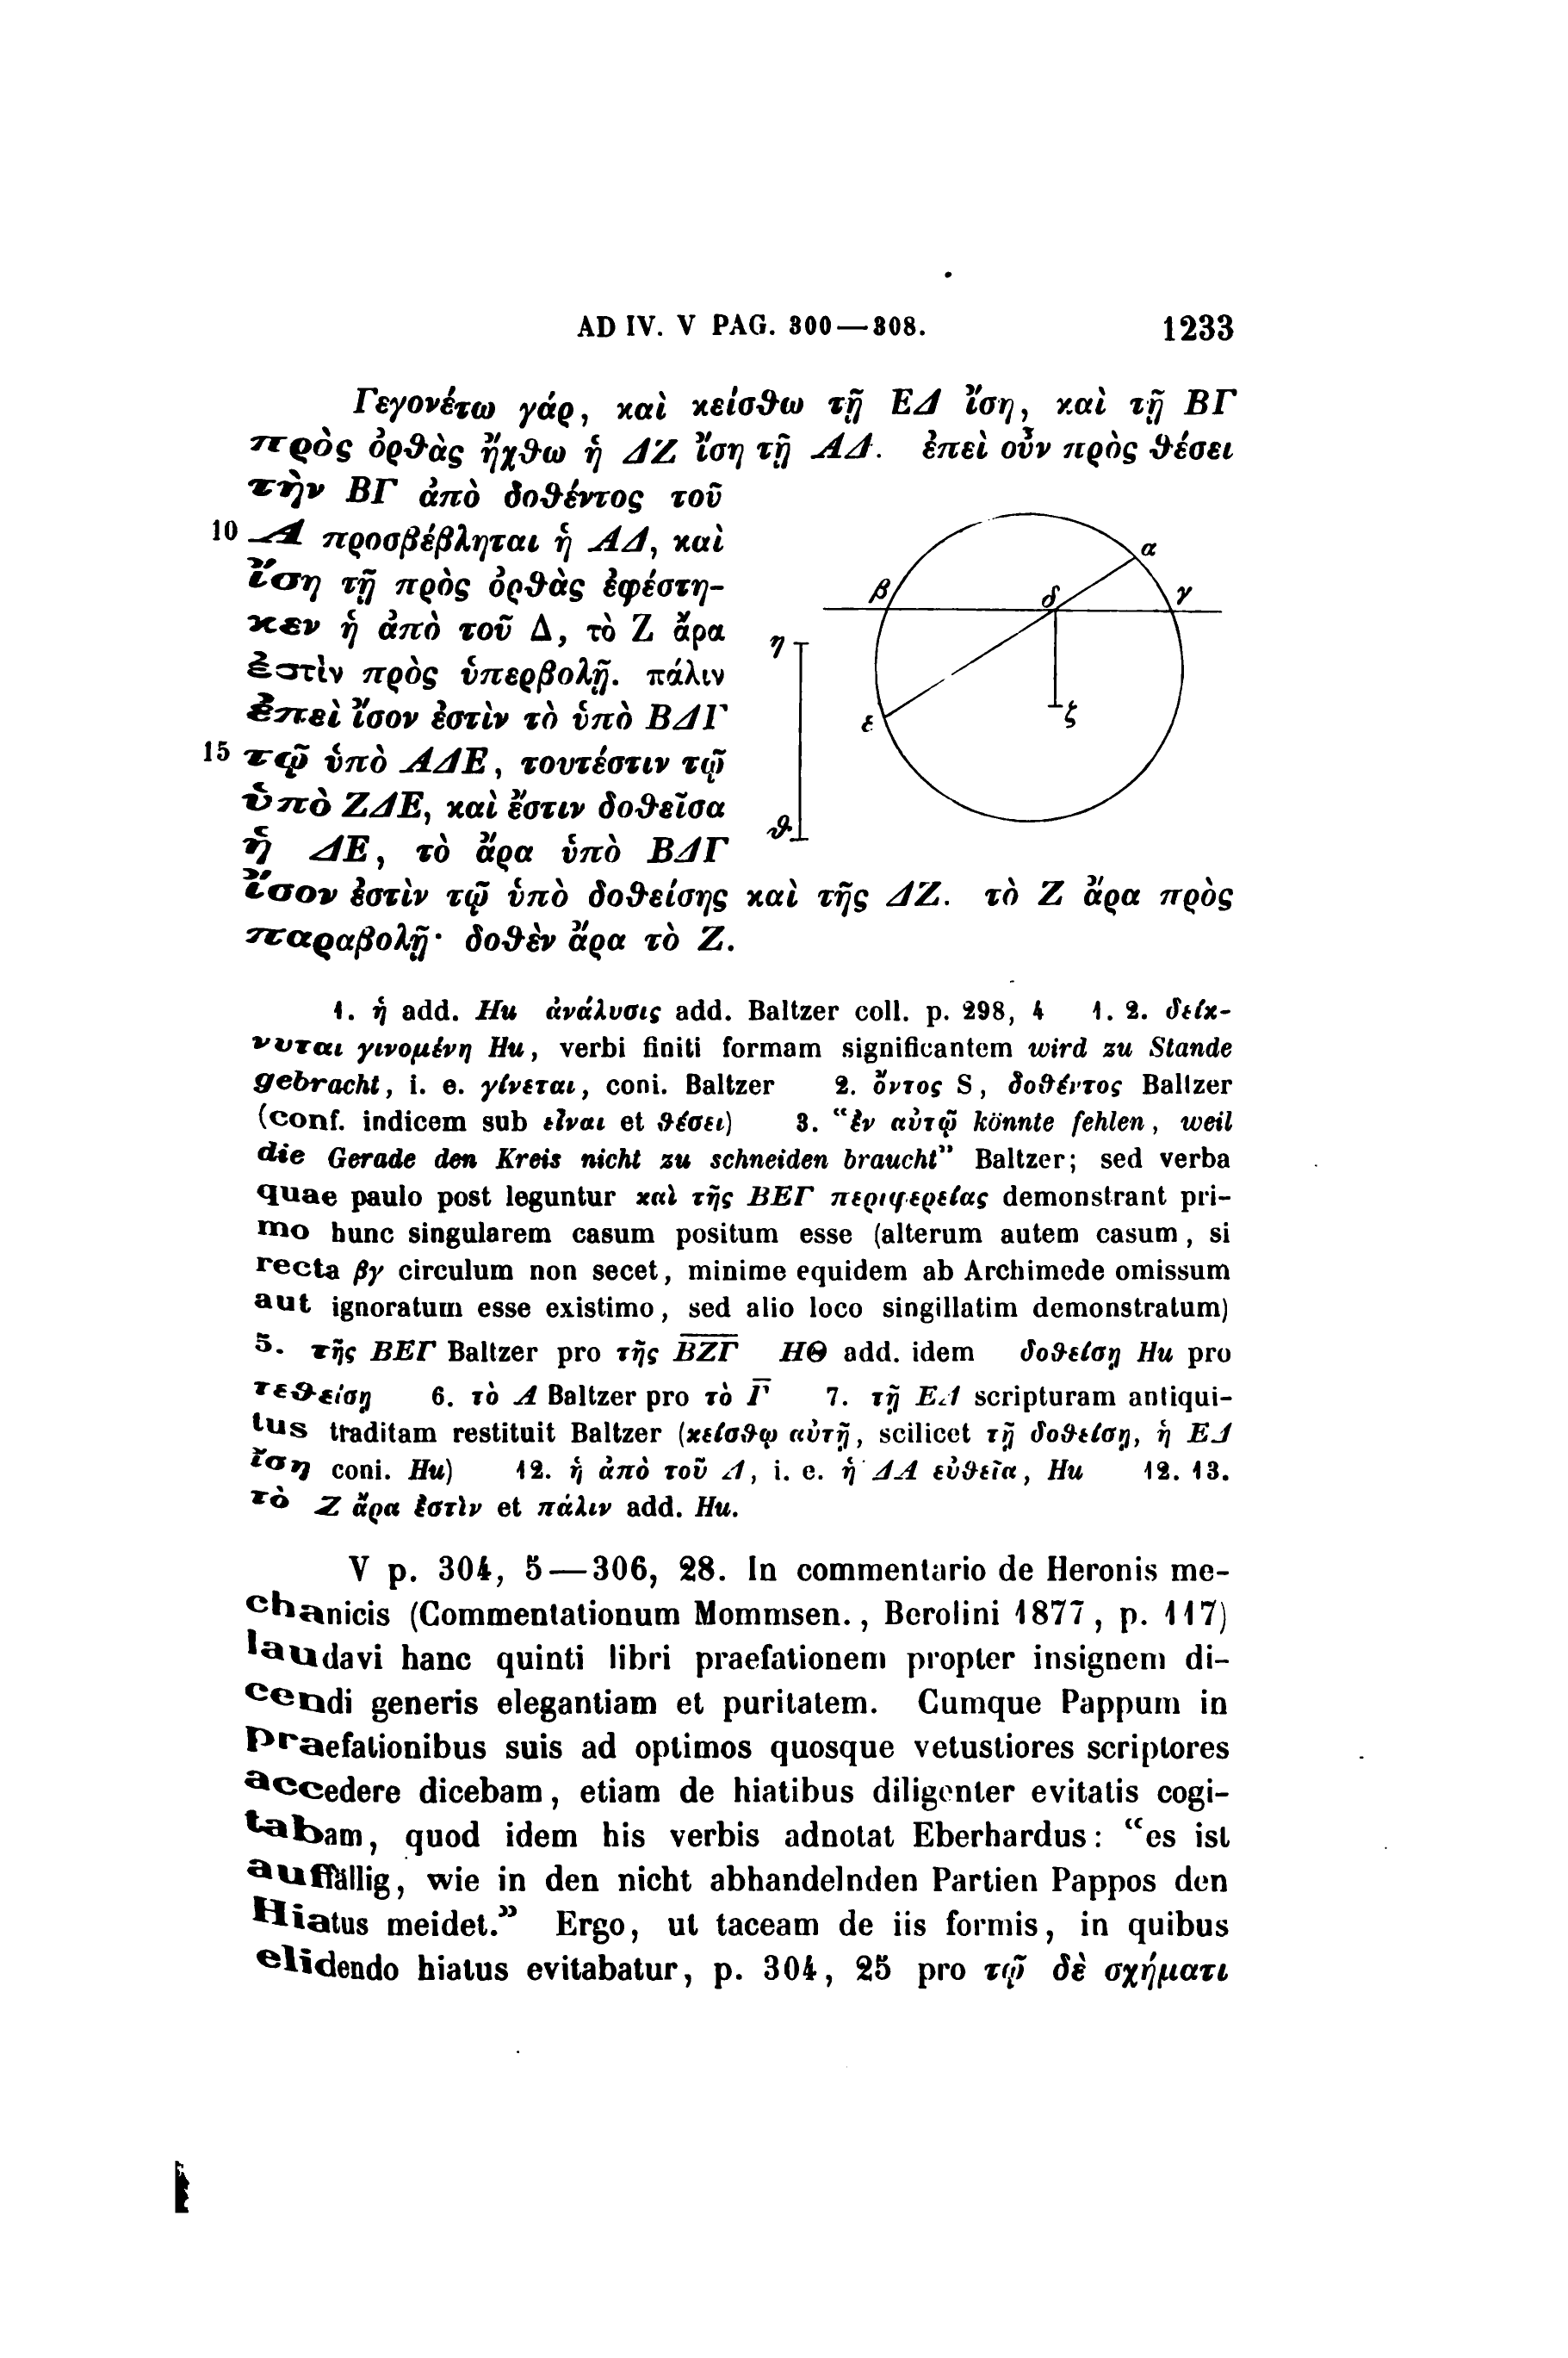 AD IV. V PAG. 300—308. 1233
Γεγονέτω γάρ, καὶ κείσθω τῇ ΕΔ ἴση, καὶ τῇ ΒΓ
πρὸς ὀρθὰς ἤχθω ἡ ΔΖ ἴση τῇ ΑΔ. ἐπεὶ οὖν πρὸς θέσει
τὴν ΒΓ ἀπὸ δοθέντος τοῦ
10 Α προσβέβληται ἡ ΑΔ, καὶ
ἴση τῇ πρὸς ὀρθὰς ἐφέστη-
κεν ἡ ἀπὸ τοῦ Δ, τὸ Ζ ἄρα
ἐστὶν πρὸς ὑπερβολῇ. πάλιν
ἐπεὶ ἴσον ἐστὶν τὸ ὑπὸ ΒΔΓ
15 τῷ ὑπὸ ΑΔΕ, τουτέστιν τῷ
ὑπὸ ΖΔΕ, καὶ ἔστιν δοθεῖσα
ἡ ΔΕ, τὸ ἄρα ὑπὸ ΒΔΓ
α
β
δ
γ
η
ε
ζ
θ
ἴσον ἐστὶν τῷ ὑπὸ δοθείσης καὶ τῆς ΔΖ. τὸ Ζ ἄρα πρὸς
παραβολῇ· δοθὲν ἄρα τὸ Ζ.
1. ἡ add. Hu ἀνάλυσις add. Baltzer coll. p. 298, 4 1. 2. δείκ-
νυται γινομένη Hu, verbi finiti formam significantem wird zu Stande
gebracht, i. e. γίνεται, coni. Baltzer 2. ὄντος S, δοθέντος Baltzer
(conf. indicem sub εἶναι et θέσει) 3. “ἐν αὐτῷ könnte fehlen, weil
die Gerade den Kreis nicht zu schneiden braucht” Baltzer; sed verba
quae paulo post leguntur καὶ τῆς ΒΕΓ περιφερείας demonstrant pri-
mo hunc singularem casum positum esse (alterum autem casum, si
recta βγ circulum non secet, minime equidem ab Archimede omissum
aut ignoratum esse existimo, sed alio loco singillatim demonstratum)
5. τῆς ΒΕΓ Baltzer pro τῆς B̅Z̅Γ̅ ΗΘ add. idem δοθείσῃ Hu pro
τεθείσῃ 6. τὸ Δ Baltzer pro τὸ Γ̅ 7. τῇ ΕΔ scripturam antiqui-
tus traditam restituit Baltzer (κείσθω αὐτῇ, scilicet τῇ δοθείσῃ, ἡ ΕΔ
ἴση coni. Hu) 12. ἡ ἀπὸ τοῦ Δ, i. e. ἡ ΔΑ εὐθεῖα, Hu 12. 13.
τὸ Ζ ἄρα ἐστὶν et πάλιν add. Hu.
V p. 304, 5—306, 28. In commentario de Heronis me-
chanicis (Commentationum Mommsen., Berolini 1877, p. 117)
laudavi hanc quinti libri praefationem propter insignem di-
cendi generis elegantiam et puritatem. Cumque Pappum in
praefationibus suis ad optimos quosque vetustiores scriptores
accedere dicebam, etiam de hiatibus diligenter evitatis cogi-
tabam, quod idem his verbis adnotat Eberhardus: “es ist
auffällig, wie in den nicht abhandelnden Partien Pappos den
Hiatus meidet.” Ergo, ut taceam de iis formis, in quibus
elidendo hiatus evitabatur, p. 304, 25 pro τῷ δὲ σχήματι